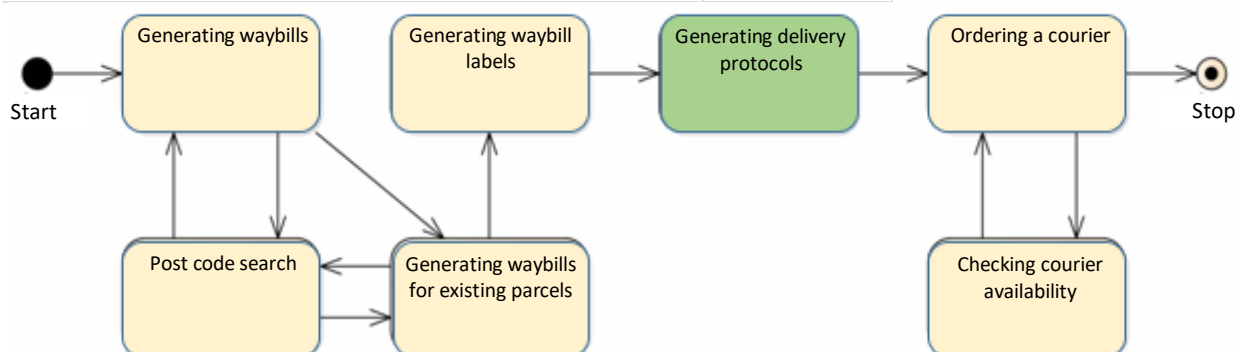 Generating waybills
Generating waybill
labels
Generating delivery
protocols
Ordering a courier
Start
Stop
Post code search
Generating waybills
for existing parcels
Checking courier
availability